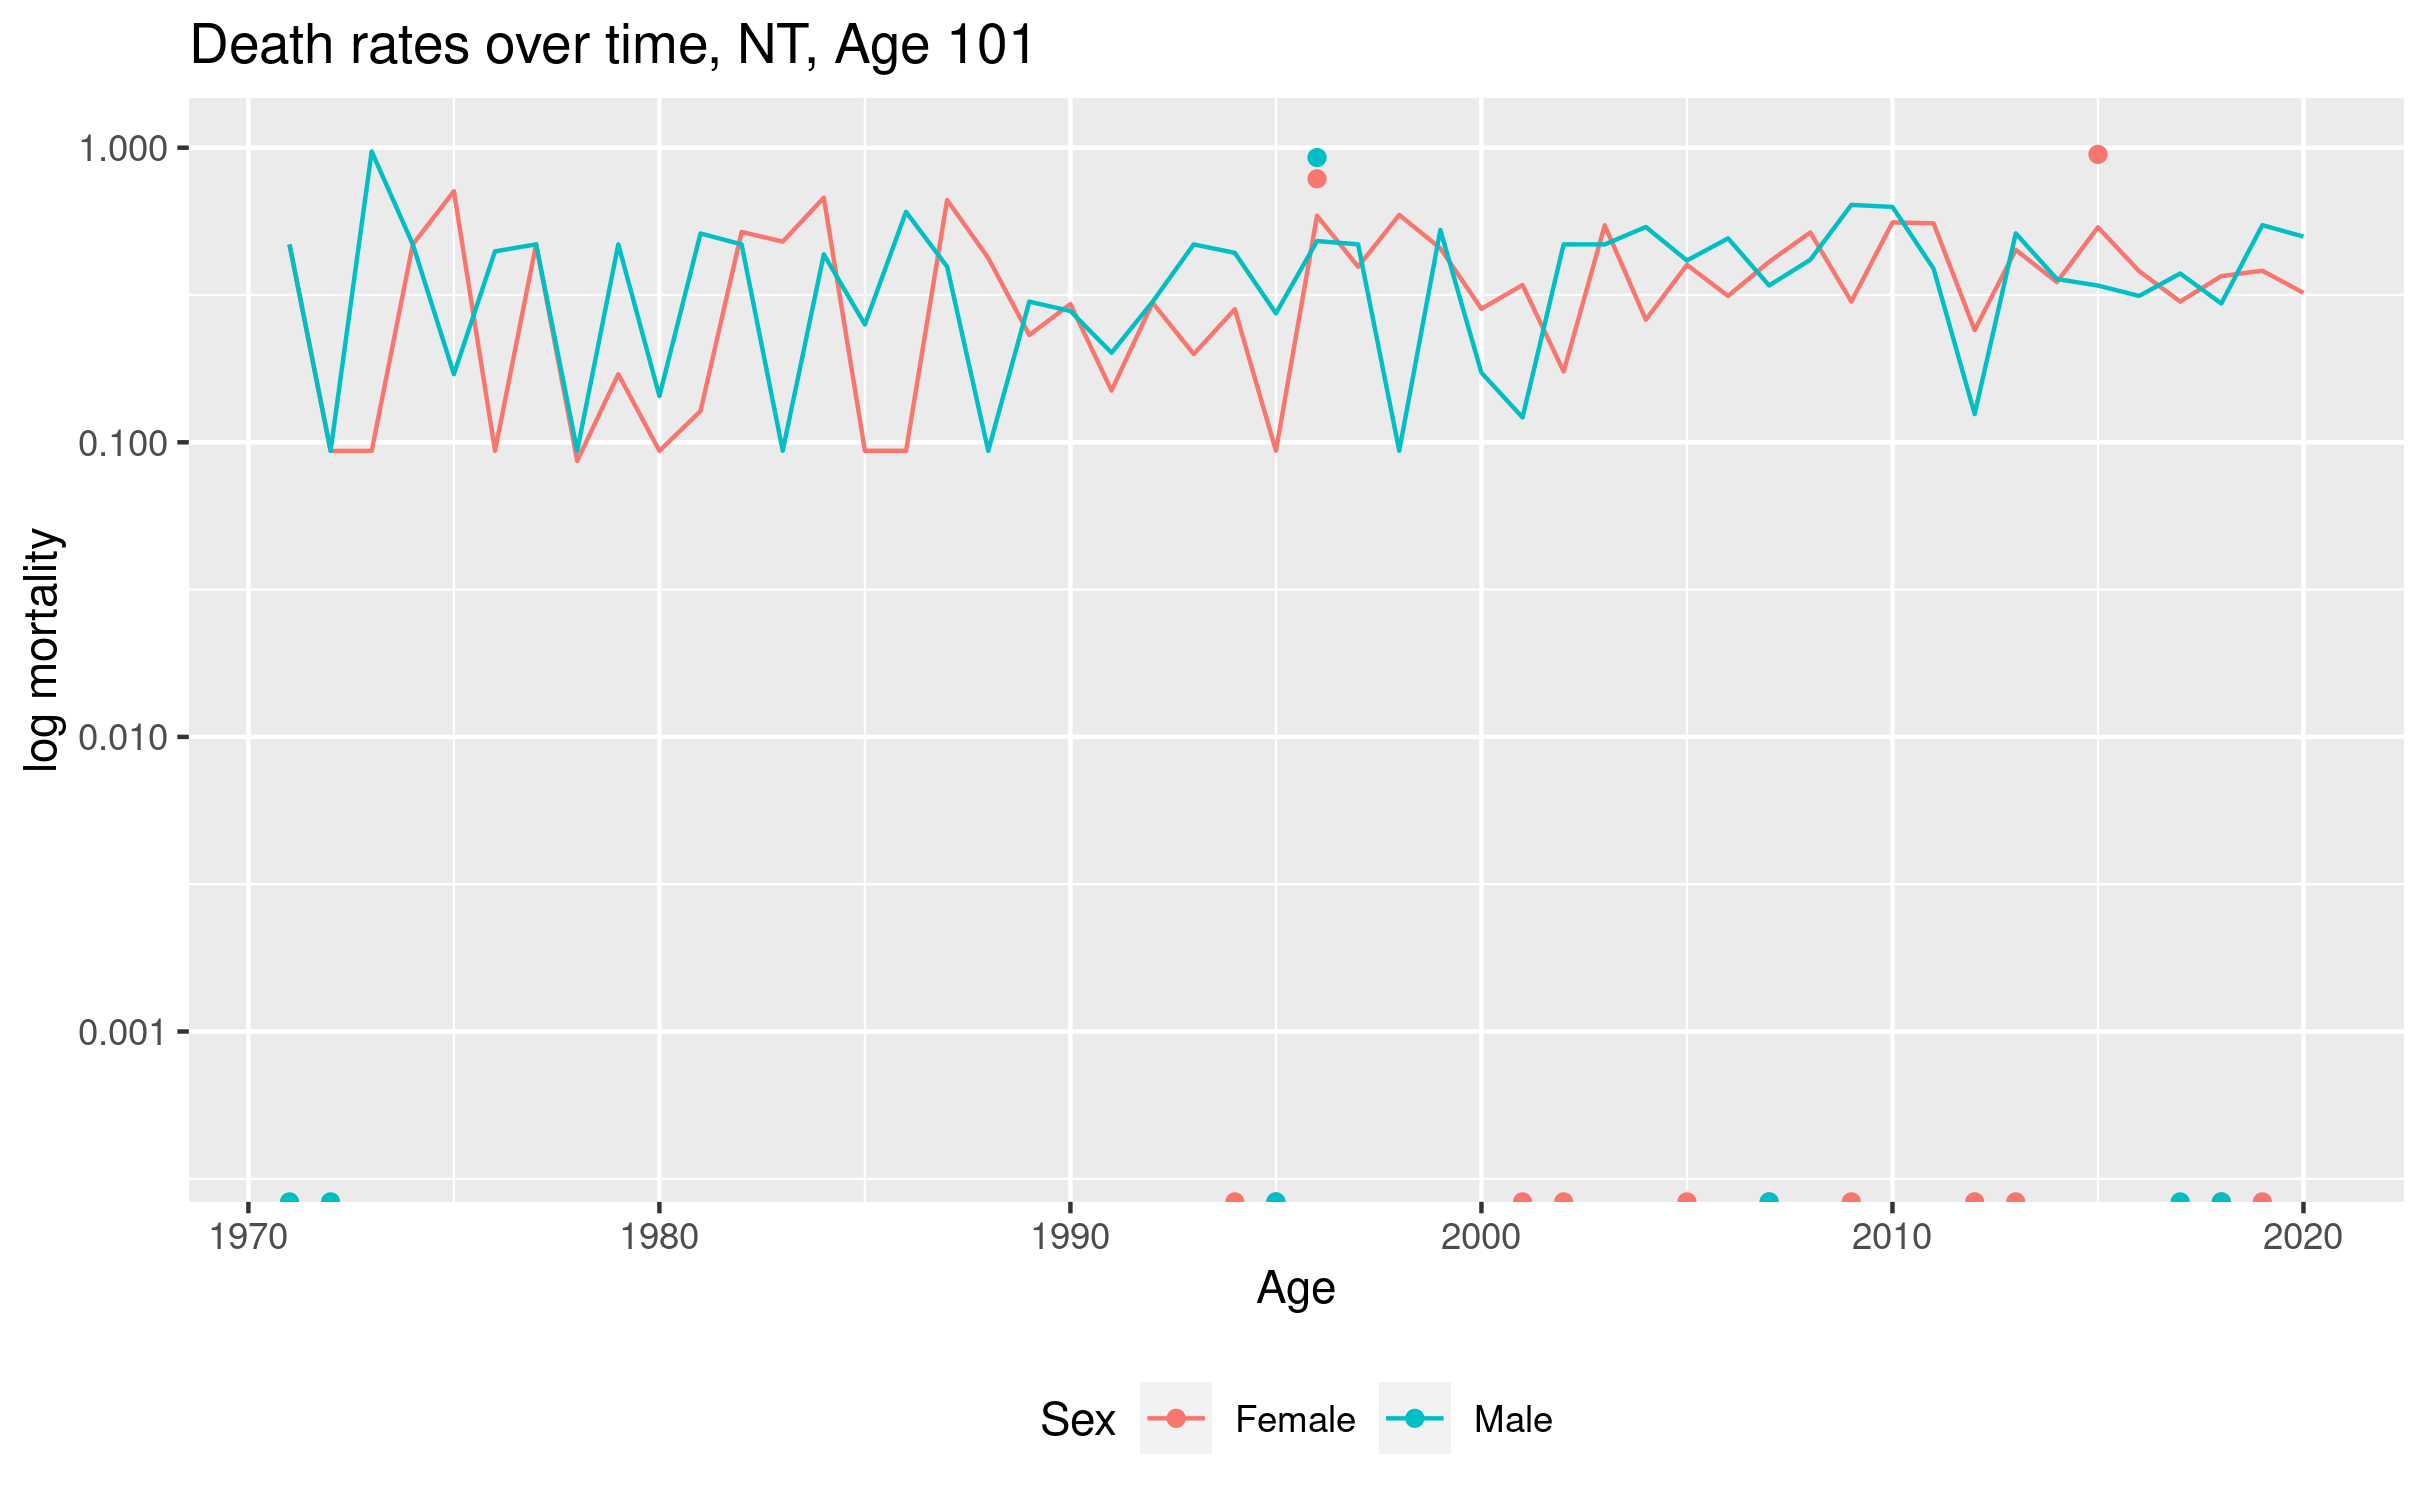 Death rates over time, NT, Age 101
log mortality
1.000
0.100
0.010
0.001
1970 1980 1990 2000 2010 2020
Age
Sex Female Male